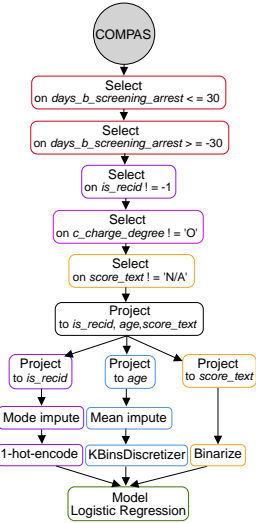 COMPAS
Select
on days_b_screening_arrest < = 30
Select
on days_b_screening_arrest > = -30
Select
on is_recid ! = -1
Select
on c_charge_degree ! = 'O'
Select
on score_text ! = 'N/A'
Project
to is_recid, age,score_text
Project
to is_recid
Project
to age
Project
to score_text
Mode impute
Mean impute
1-hot-encode
KBinsDiscretizer
Binarize
Model
Logistic Regression